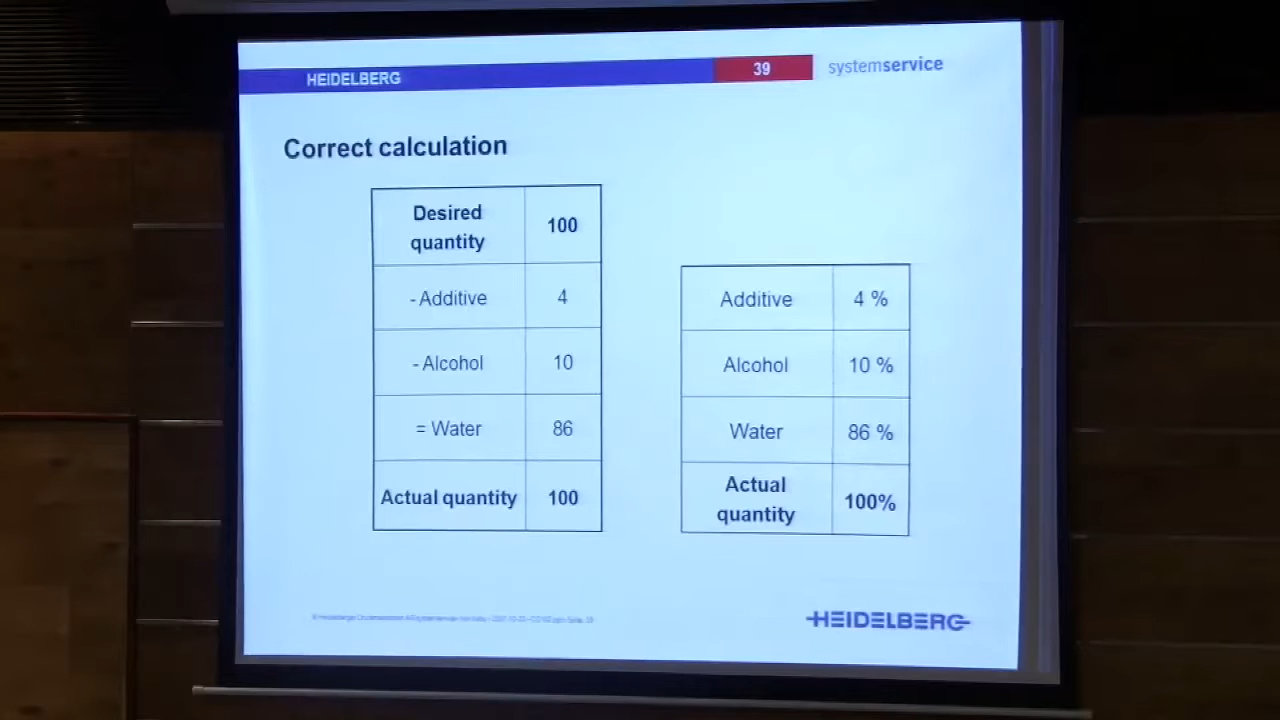 HEIDELBERG 39 systemservice
Correct calculation
Desired
quantity
100
- Additive 4
- Alcohol 10
= Water 86
Actual quantity 100
Additive 4 %
Alcohol 10 %
Water 86 %
Actual
quantity
100%
HEIDELBERG